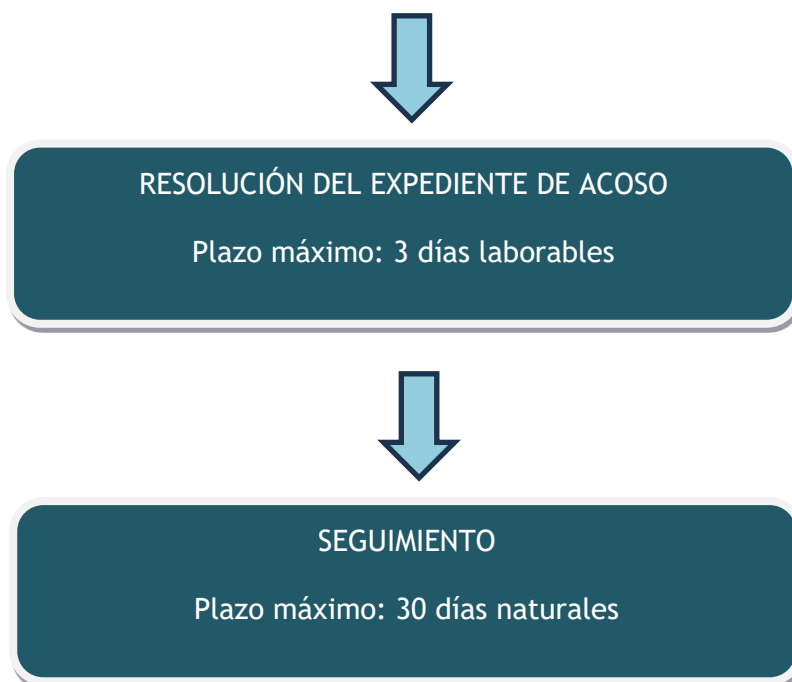 RESOLUCIÓN DEL EXPEDIENTE DE ACOSO
Plazo máximo: 3 días laborables
SEGUIMIENTO
Plazo máximo: 30 días naturales